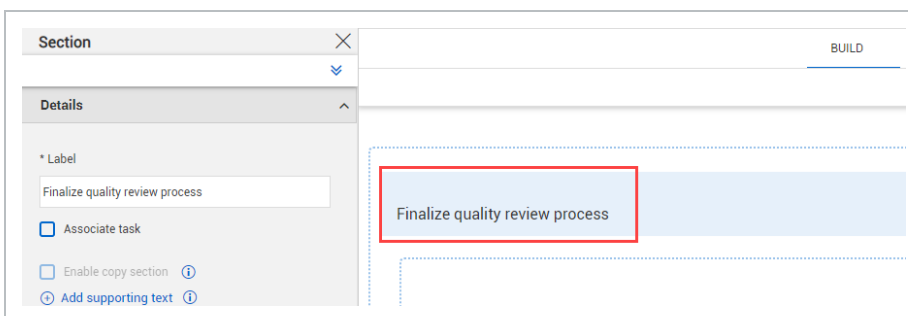 Section
BUILD
Details
* Label
Finalize quality review process
Associate task
Enable copy section
Add supporting text
Finalize quality review process